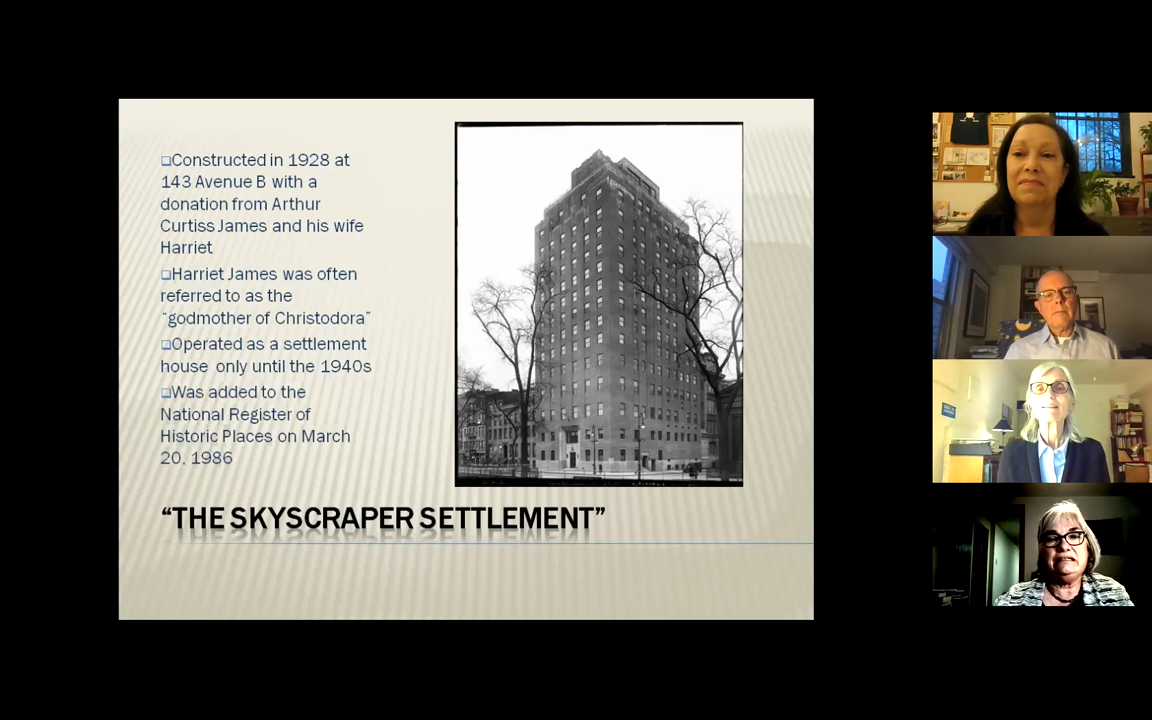 ❑Constructed in 1928 at
143 Avenue B with a
donation from Arthur
Curtiss James and his wife
Harriet
❑Harriet James was often
referred to as the
“godmother of Christodora”
❑Operated as a settlement
house only until the 1940s
❑Was added to the
National Register of
Historic Places on March
20, 1986
“THE SKYSCRAPER SETTLEMENT”